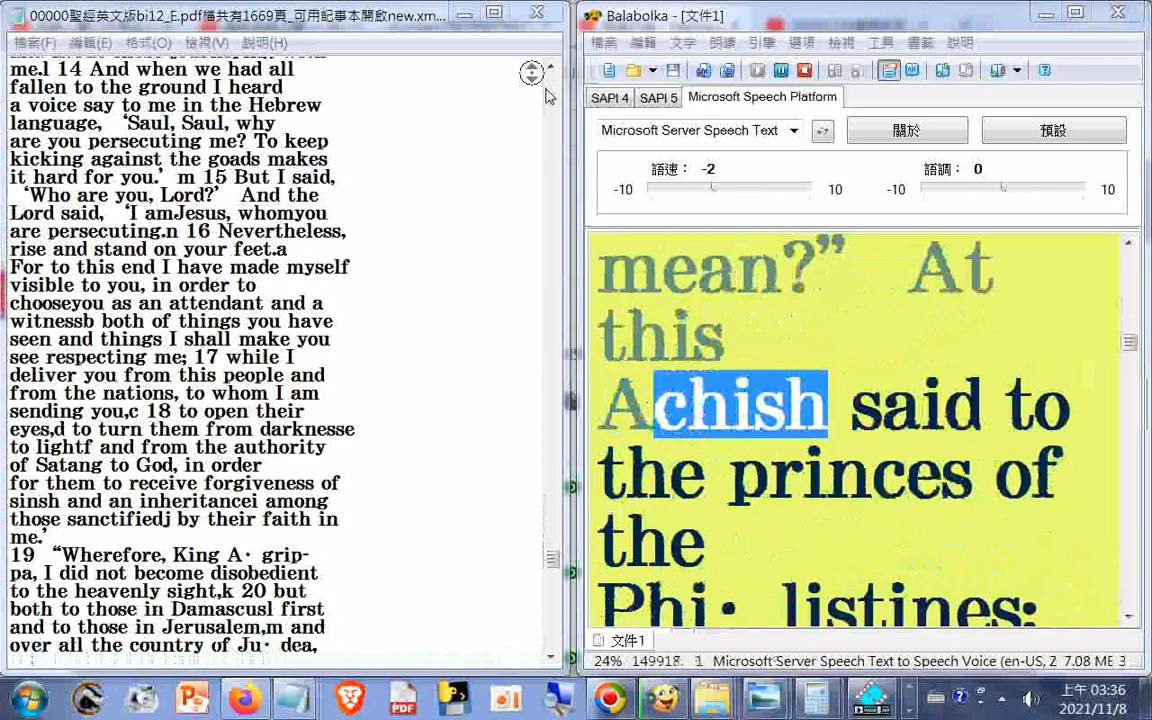 00000聖經英文版bi12_E.pdf檔共有1669頁_可用記事本開啟new.xm...
檔案(F) 編輯(E) 格式(O) 檢視(V) 說明(H)
me.l 14 And when we had all
fallen to the ground I heard
a voice say to me in the Hebrew
language, ‘Saul, Saul, why
are you persecuting me? To keep
kicking against the goads makes
it hard for you.’ m 15 But I said,
‘Who are you, Lord?’ And the
Lord said, ‘I amJesus, whomyou
are persecuting.n 16 Nevertheless,
rise and stand on your feet.a
For to this end I have made myself
visible to you, in order to
chooseyou as an attendant and a
witnessb both of things you have
seen and things I shall make you
see respecting me; 17 while I
deliver you from this people and
from the nations, to whom I am
sending you,c 18 to open their
eyes,d to turn them from darknesse
to lightf and from the authority
of Satang to God, in order
for them to receive forgiveness of
sinsh and an inheritancei among
those sanctifiedj by their faith in
me.’
19 “Wherefore, King A· grip-
pa, I did not become disobedient
to the heavenly sight,k 20 but
both to those in Damascusl first
and to those in Jerusalem,m and
over all the country of Ju· dea,
Balabolka - [文件1]
檔案 編輯 文字 朗讀 引擎 選項 檢視 工具 書籤 說明
SAPI 4 SAPI 5 Microsoft Speech Platform
Microsoft Server Speech Text 關於 預設
語速: -2 語調: 0
-10 10 -10 10
mean?” At
this
Achish said to
the princes of
the
Phi· listines:
文件1
24% 149918: 1 Microsoft Server Speech Text to Speech Voice (en-US, Z 7.08 MB
PDF
上午 03:36
2021/11/8